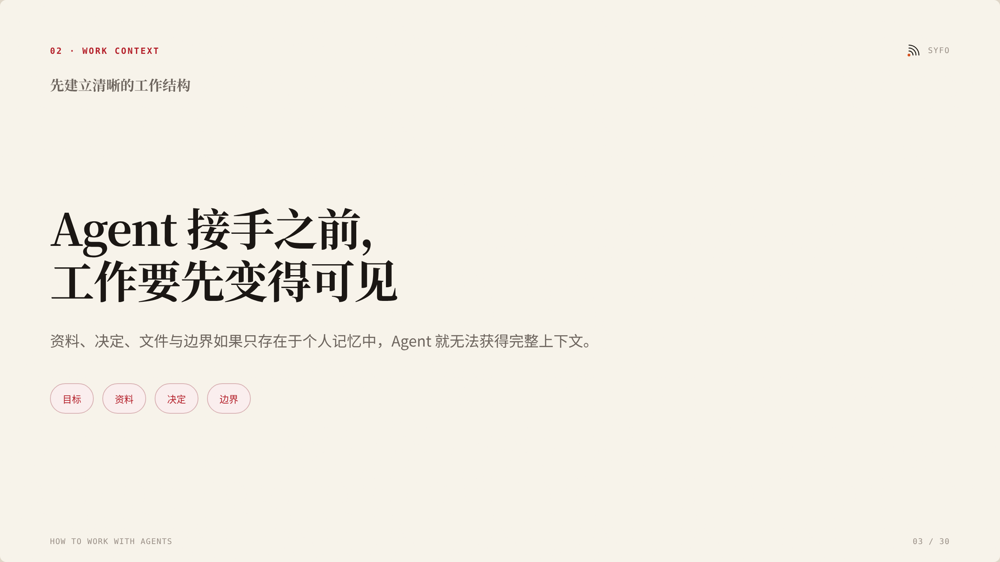 02 · WORK CONTEXT
SYFO
先建立清晰的工作结构
Agent 接手之前，
工作要先变得可见
资料、决定、文件与边界如果只存在于个人记忆中，Agent 就无法获得完整上下文。
目标
资料
决定
边界
HOW TO WORK WITH AGENTS
03 / 30